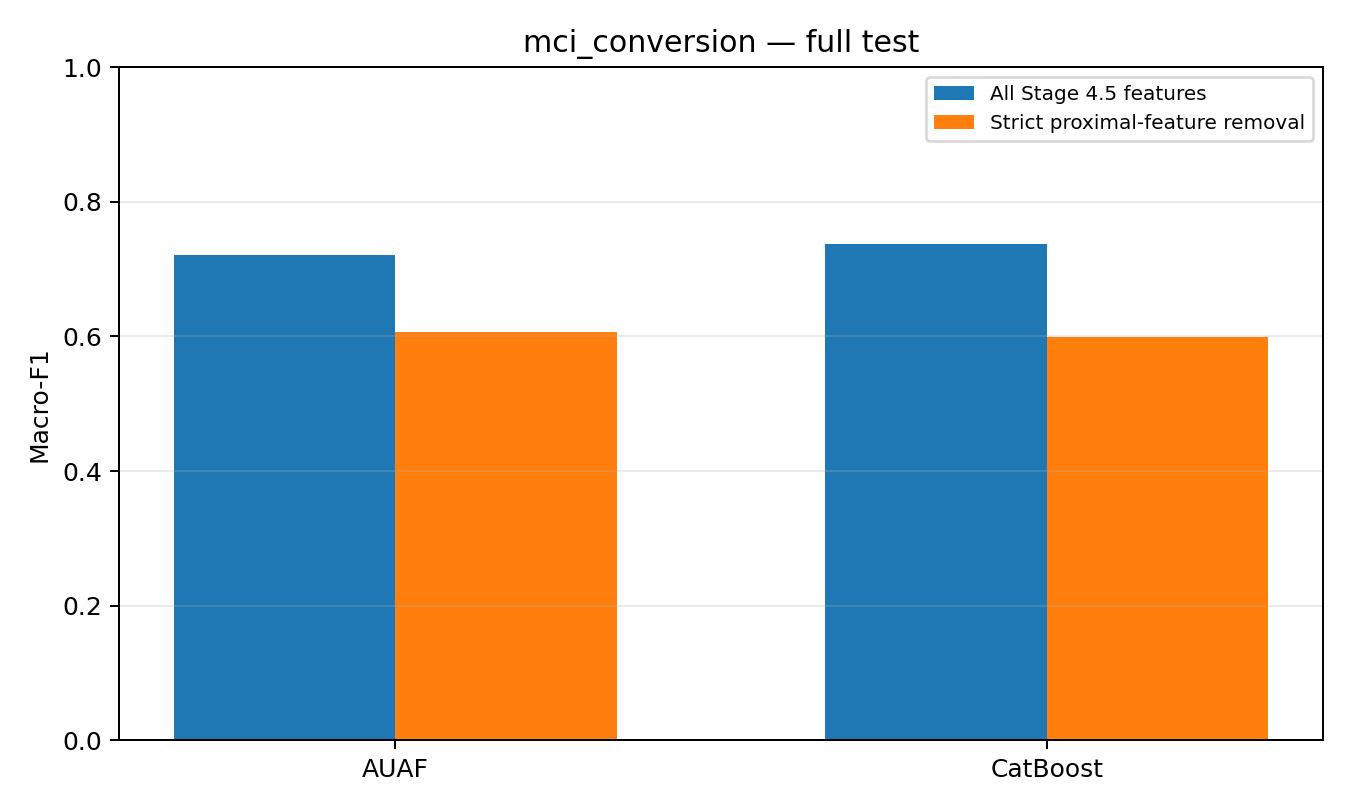 mci_conversion — full test
All Stage 4.5 features
Strict proximal-feature removal
Macro-F1
1.0
0.8
0.6
0.4
0.2
0.0
AUAF
CatBoost